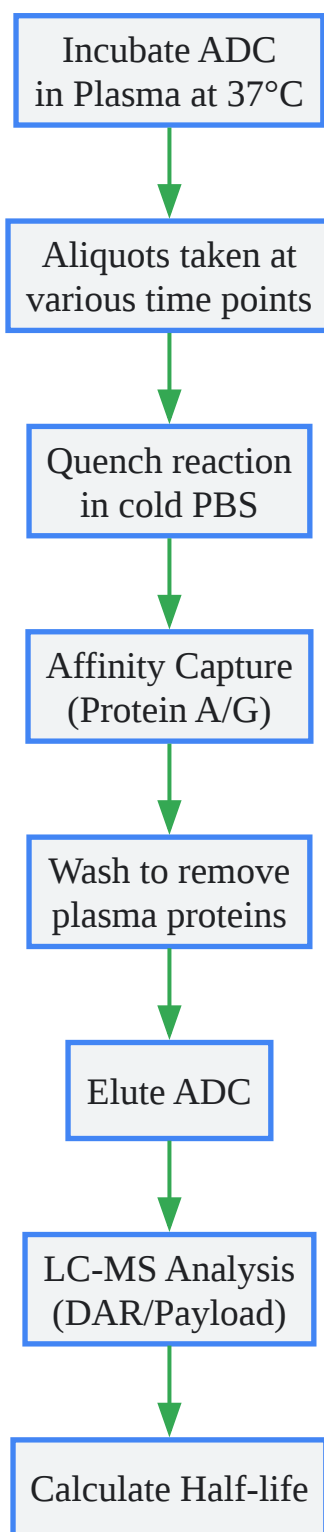 Incubate ADC
in Plasma at 37°C
Aliquots taken at
various time points
Quench reaction
in cold PBS
Affinity Capture
(Protein A/G)
Wash to remove
plasma proteins
Elute ADC
LC-MS Analysis
(DAR/Payload)
Calculate Half-life